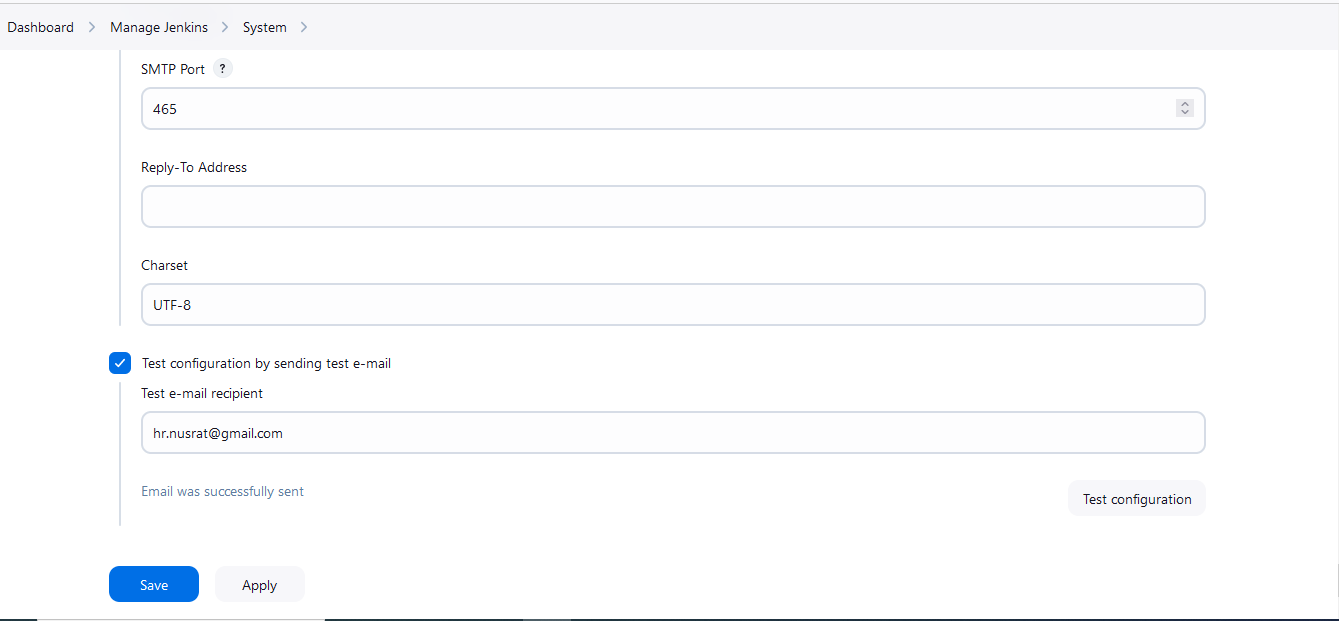 Dashboard > Manage Jenkins > System >
SMTP Port ?
465
Reply-To Address
Charset
UTF-8
Test configuration by sending test e-mail
Test e-mail recipient
hr.nusrat@gmail.com
Email was successfully sent
Test configuration
Save Apply